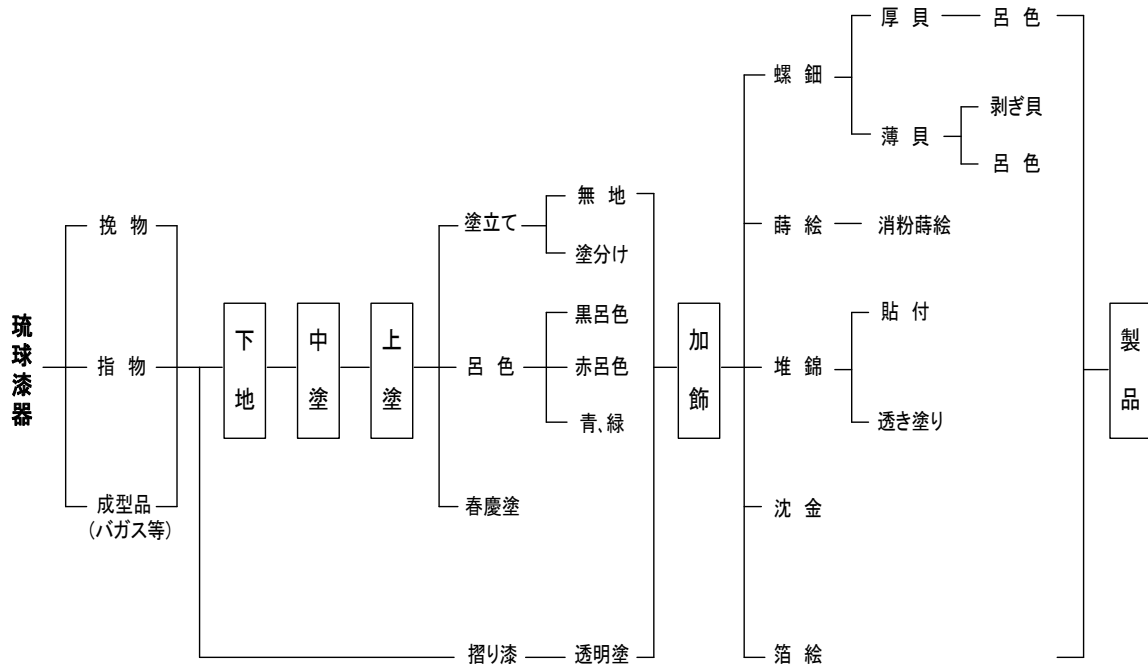 琉球漆器
挽物
指物
成型品
(バガス等)
下地
中塗
上塗
塗立て
無地
塗分け
呂色
黒呂色
赤呂色
青、緑
春慶塗
摺り漆
透明塗
加飾
螺鈿
厚貝
呂色
薄貝
剥ぎ貝
呂色
蒔絵
消粉蒔絵
堆錦
貼付
透き塗り
沈金
箔絵
製品